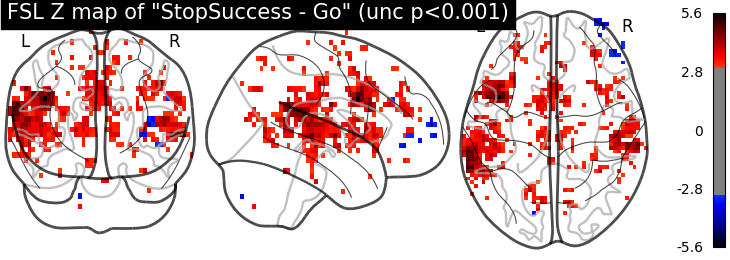 FSL Z map of "StopSuccess - Go" (unc p<0.001)
L R
L R
5.6
2.8
0
-2.8
-5.6